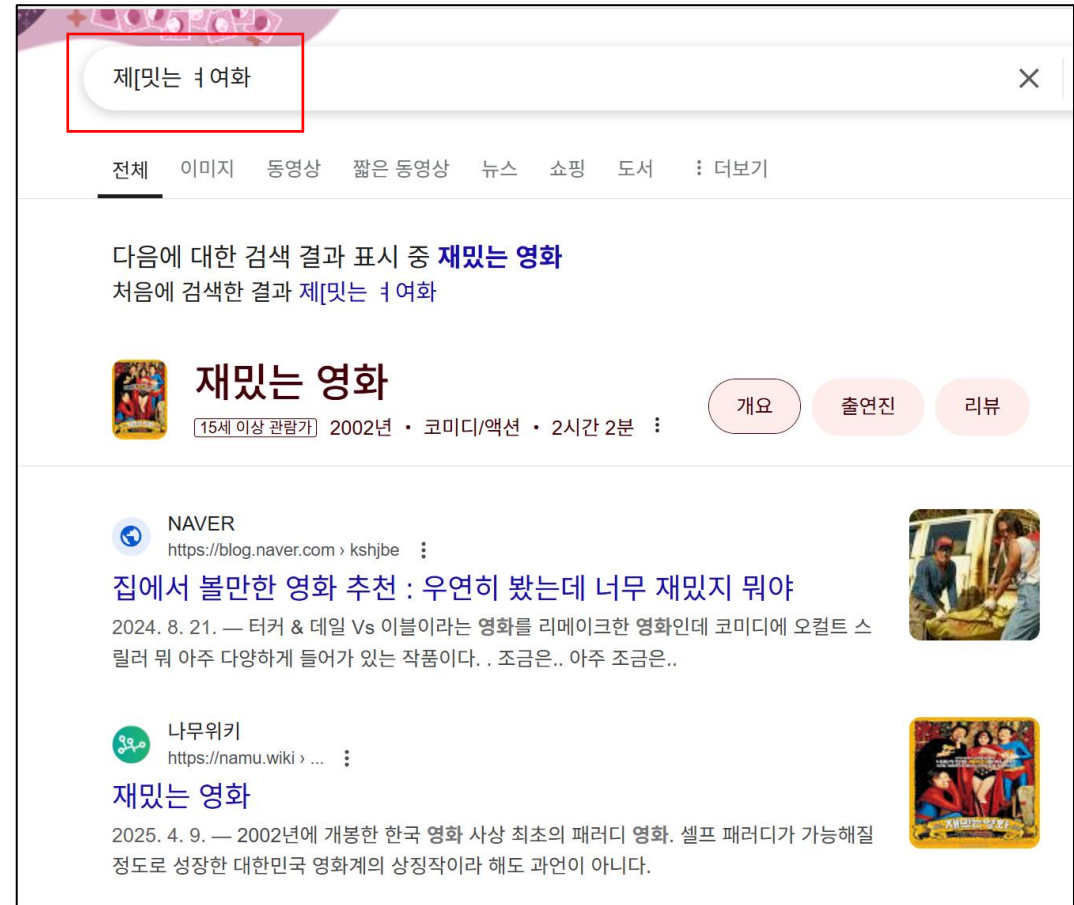 제[밋는 ㅕ여화
전체 이미지 동영상 짧은 동영상 뉴스 쇼핑 도서 ⋮ 더보기
다음에 대한 검색 결과 표시 중 재밌는 영화
처음에 검색한 결과 제[밋는 ㅕ여화
재밌는 영화
15세 이상 관람가 2002년 • 코미디/액션 • 2시간 2분
개요 출연진 리뷰
NAVER
https://blog.naver.com › kshjbe
집에서 볼만한 영화 추천 : 우연히 봤는데 너무 재밌지 뭐야
2024. 8. 21. — 터커 & 데일 Vs 이블이라는 영화를 리메이크한 영화인데 코미디에 오컬트 스
릴러 뭐 아주 다양하게 들어가 있는 작품이다. . 조금은.. 아주 조금은..
나무위키
https://namu.wiki › ...
재밌는 영화
2025. 4. 9. — 2002년에 개봉한 한국 영화 사상 최초의 패러디 영화. 셀프 패러디가 가능해질
정도로 성장한 대한민국 영화계의 상징작이라 해도 과언이 아니다.
재밌는영화